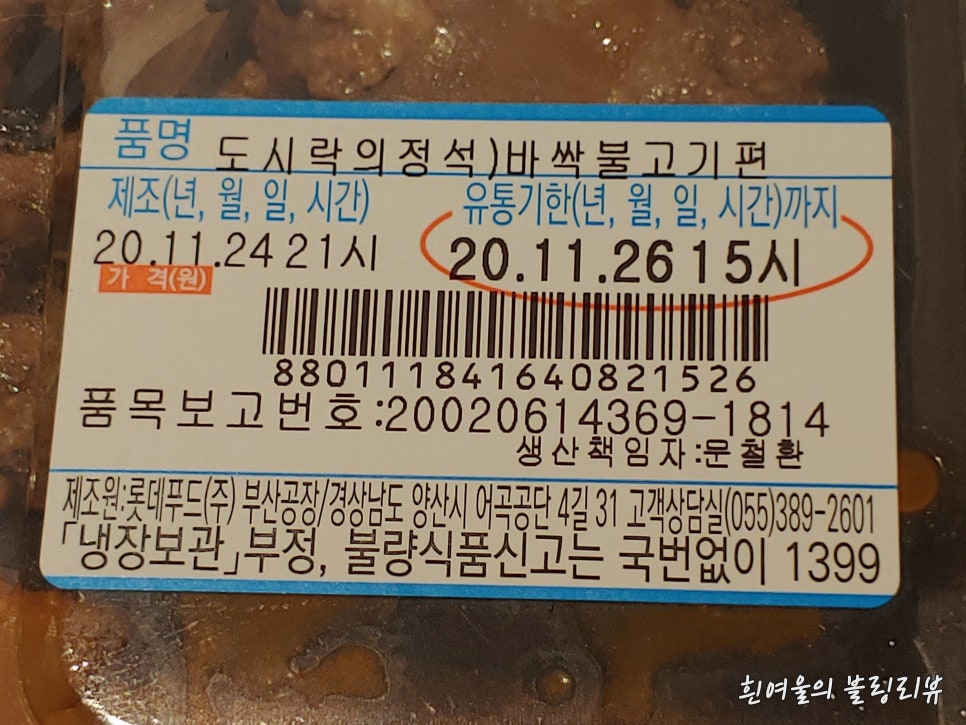 품명 도시락의정석)바싹불고기편
제조(년, 월, 일, 시간) 유통기한(년, 월, 일, 시간)까지
20.11.24 21시 20.11.26 15시
가 격(원)
880111841640821526
품목보고번호:20020614369-1814
생산책임자:문철환
제조원:롯데푸드(주) 부산공장/경상남도 양산시 어곡공단 4길 31 고객상담실(055)389-2601
「냉장보관」부정, 불량식품신고는 국번없이 1399
흰여울의 블링리뷰